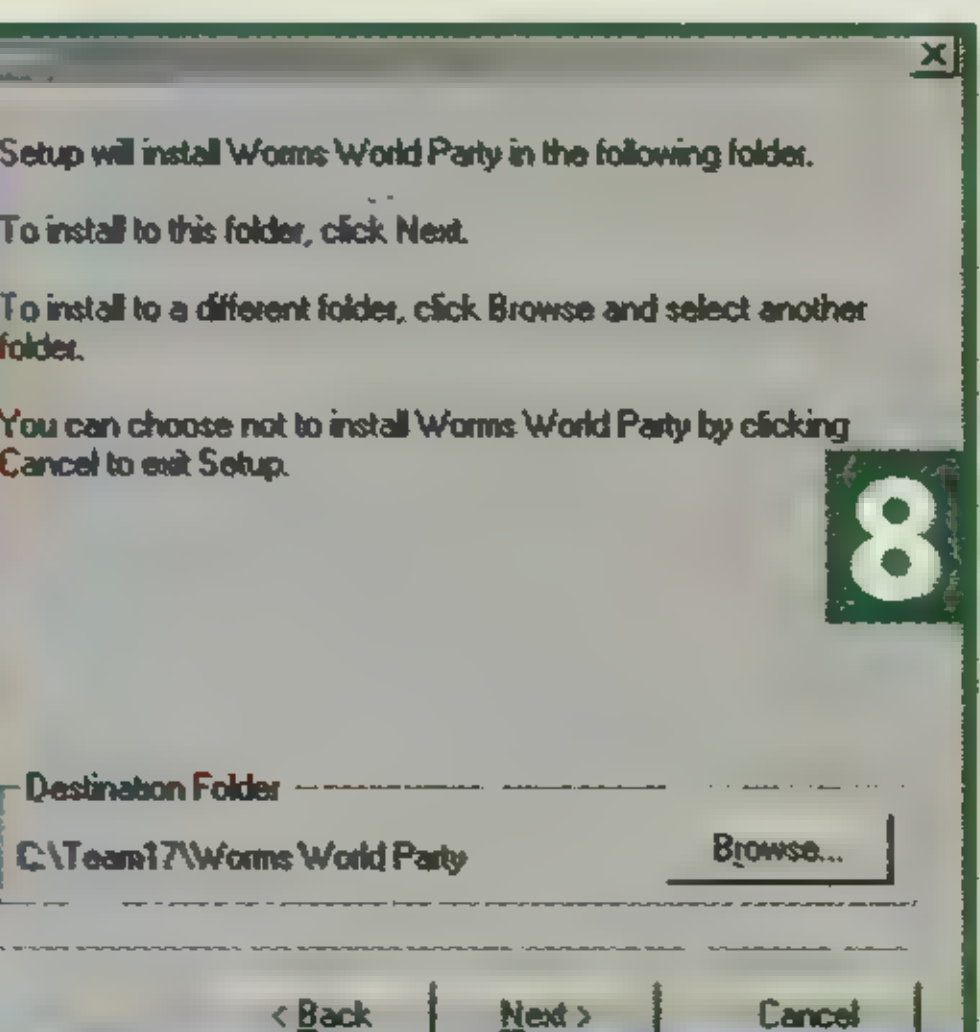 X
Setup will install Worms World Party in the following folder.
To install to this folder, click Next.
To install to a different folder, click Browse and select another
folder.
You can choose not to install Worms World Party by clicking
Cancel to exit Setup.
8
Destination Folder
C:\Team17\Worms World Party
Browse...
< Back
Next >
Cancel